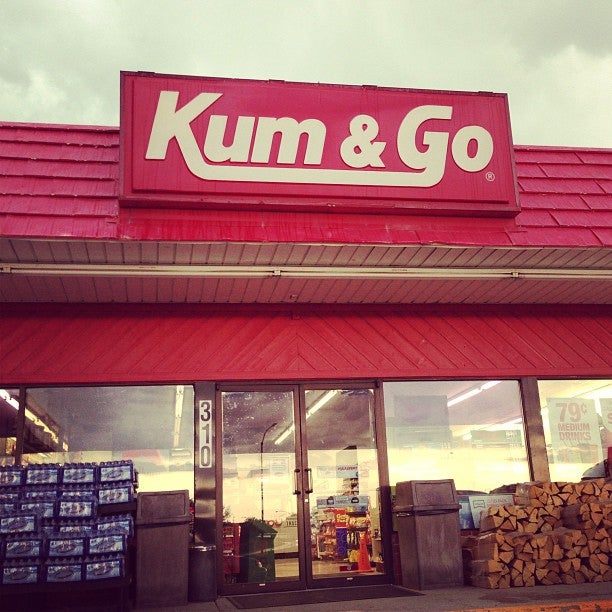 Kum & Go
®
310
79¢
MEDIUM
DRINKS